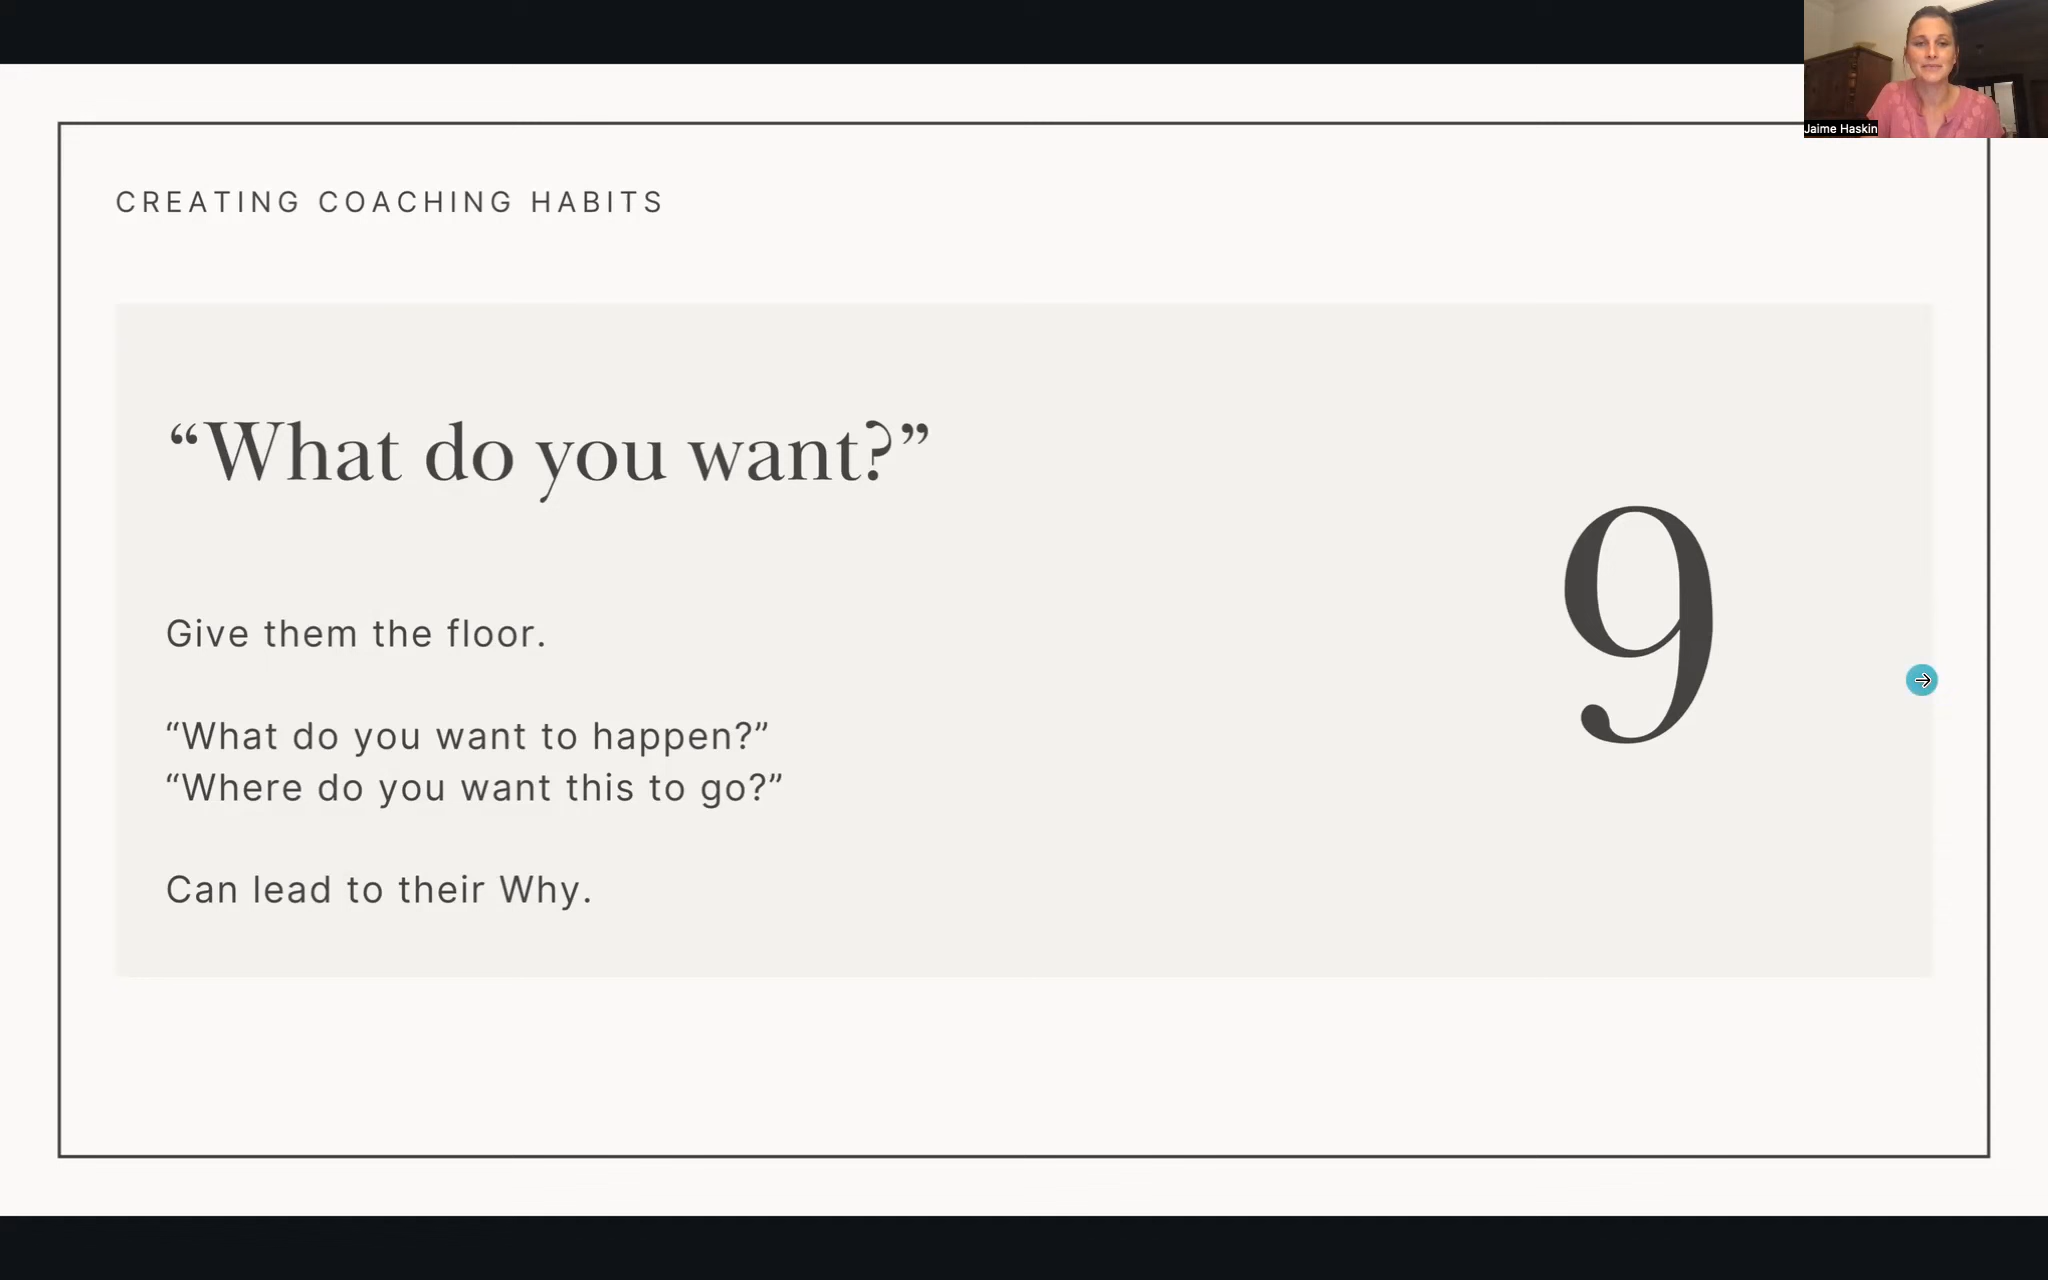 Jaime Haskin
CREATING COACHING HABITS
“What do you want?”
Give them the floor.
“What do you want to happen?”
“Where do you want this to go?”
Can lead to their Why.
9